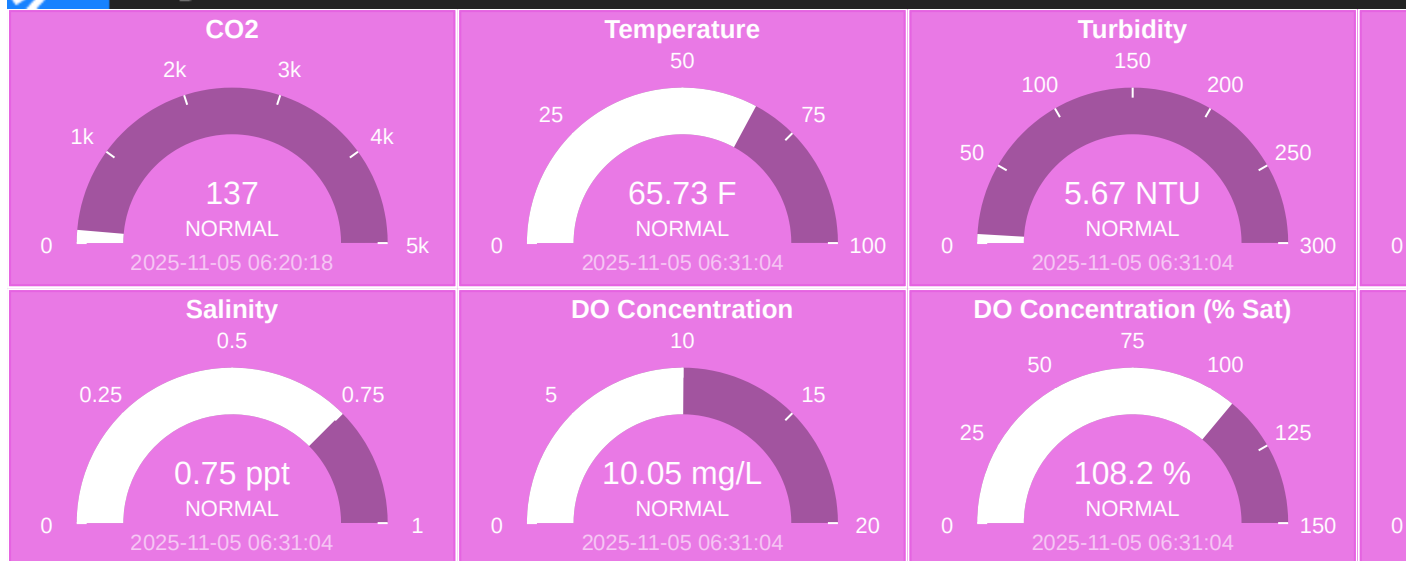 CO2
2k
3k
1k
4k
137
NORMAL
0
5k
2025-11-05 06:20:18
Temperature
50
25
75
65.73 F
NORMAL
0
100
2025-11-05 06:31:04
Turbidity
150
100
200
50
250
5.67 NTU
NORMAL
0
300
2025-11-05 06:31:04
0
Salinity
0.5
0.25
0.75
0.75 ppt
NORMAL
0
1
2025-11-05 06:31:04
DO Concentration
10
5
15
10.05 mg/L
NORMAL
0
20
2025-11-05 06:31:04
DO Concentration (% Sat)
75
50
100
25
125
108.2 %
NORMAL
0
150
2025-11-05 06:31:04
0